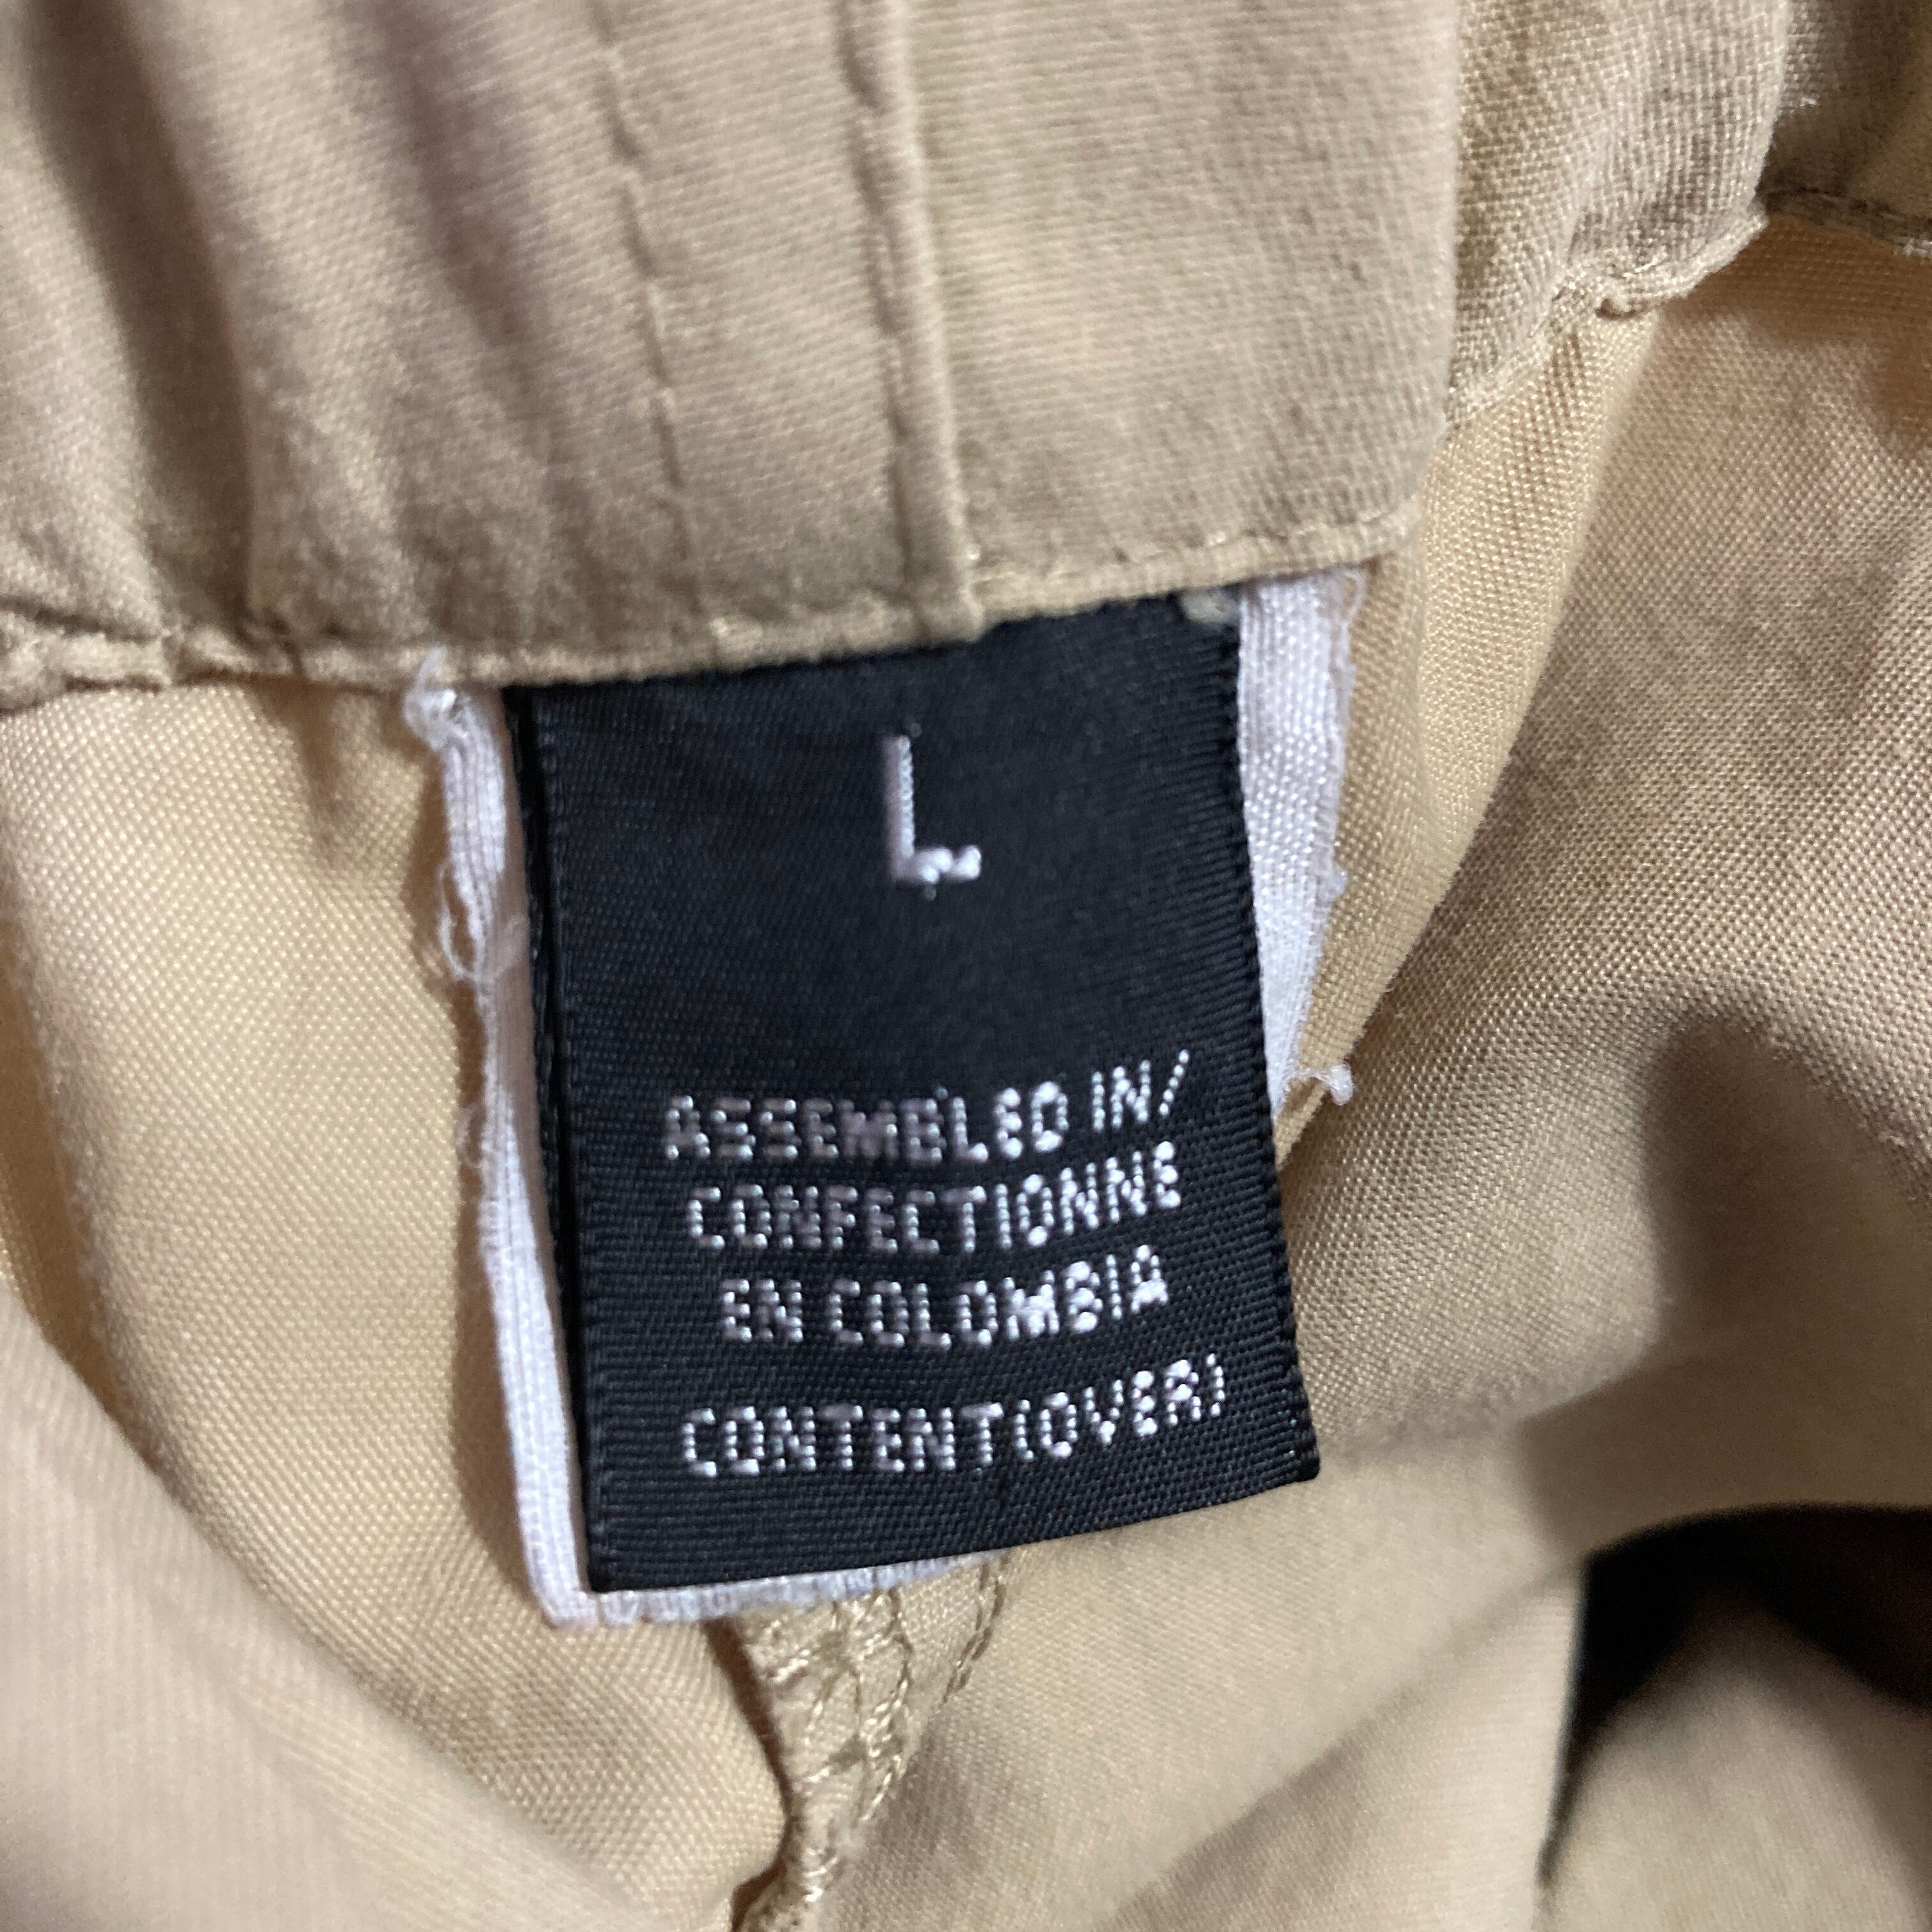 L
ASSEMBLED IN/
CONFECTIONNE
EN COLOMBIA
CONTENT(OVER)